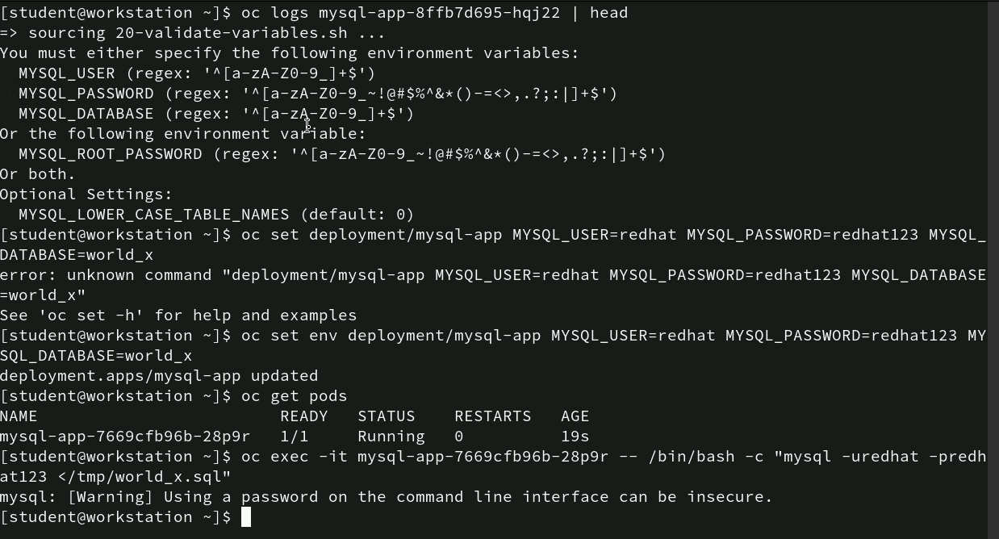 [student@workstation ~]$ oc logs mysql-app-8ffb7d695-hqj22 | head
=> sourcing 20-validate-variables.sh ...
You must either specify the following environment variables:
  MYSQL_USER (regex: '^[a-zA-Z0-9_]+$')
  MYSQL_PASSWORD (regex: '^[a-zA-Z0-9_~!@#$%^&*()-=<>,.?;:|]+$')
  MYSQL_DATABASE (regex: '^[a-zA-Z0-9_]+$')
Or the following environment variable:
  MYSQL_ROOT_PASSWORD (regex: '^[a-zA-Z0-9_~!@#$%^&*()-=<>,.?;:|]+$')
Or both.
Optional Settings:
  MYSQL_LOWER_CASE_TABLE_NAMES (default: 0)
[student@workstation ~]$ oc set deployment/mysql-app MYSQL_USER=redhat MYSQL_PASSWORD=redhat123 MYSQL_
DATABASE=world_x
error: unknown command "deployment/mysql-app MYSQL_USER=redhat MYSQL_PASSWORD=redhat123 MYSQL_DATABASE
=world_x"
See 'oc set -h' for help and examples
[student@workstation ~]$ oc set env deployment/mysql-app MYSQL_USER=redhat MYSQL_PASSWORD=redhat123 MY
SQL_DATABASE=world_x
deployment.apps/mysql-app updated
[student@workstation ~]$ oc get pods
NAME                         READY   STATUS    RESTARTS   AGE
mysql-app-7669cfb96b-28p9r   1/1     Running   0          19s
[student@workstation ~]$ oc exec -it mysql-app-7669cfb96b-28p9r -- /bin/bash -c "mysql -uredhat -predh
at123 </tmp/world_x.sql"
mysql: [Warning] Using a password on the command line interface can be insecure.
[student@workstation ~]$